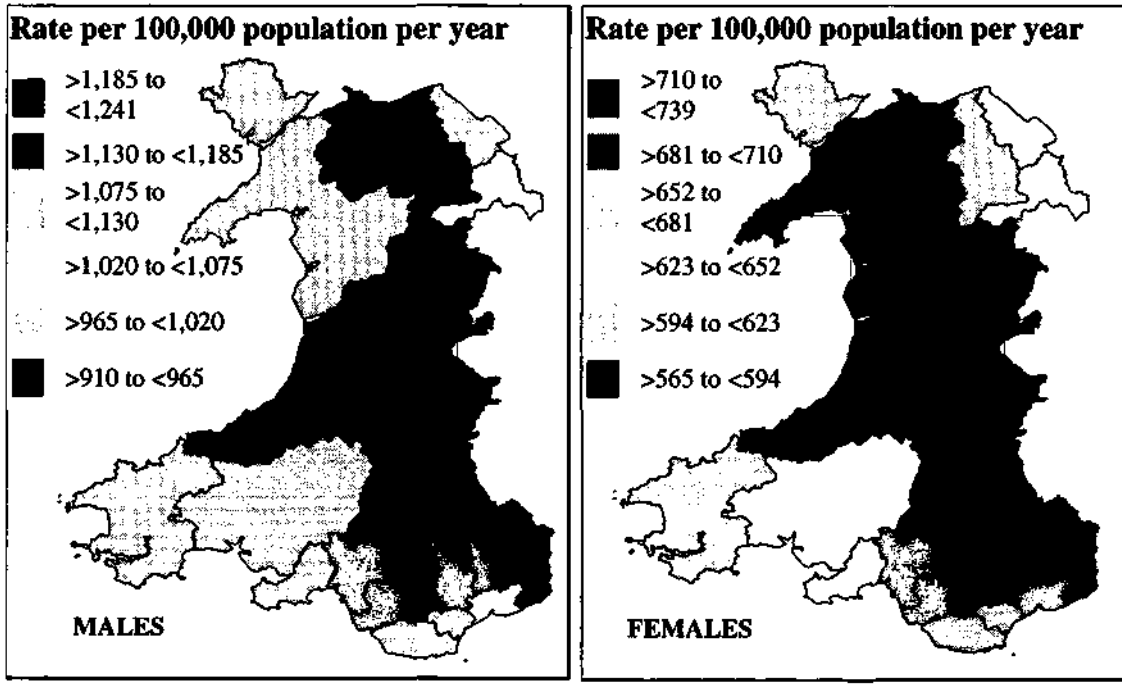 Rate per 100,000 population per year
>1,185 to
<1,241
>1,130 to <1,185
>1,075 to
<1,130
>1,020 to <1,075
>965 to <1,020
>910 to <965
MALES
Rate per 100,000 population per year
>710 to
<739
>681 to <710
>652 to
<681
>623 to <652
>594 to <623
>565 to <594
FEMALES